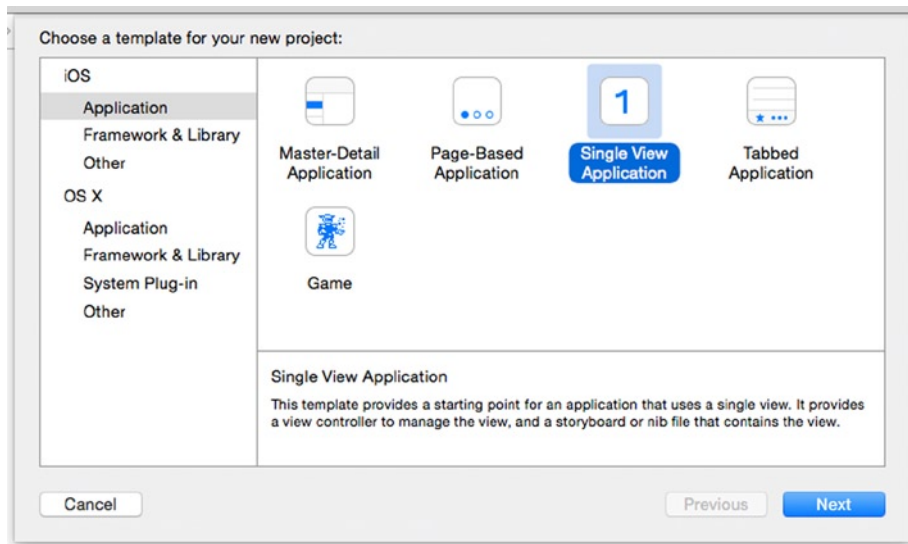 Choose a template for your new project:
iOS
Application
Framework & Library
Other
OS X
Application
Framework & Library
System Plug-in
Other
Master-Detail
Application
Page-Based
Application
1
Single View
Application
Tabbed
Application
Game
Single View Application
This template provides a starting point for an application that uses a single view. It provides
a view controller to manage the view, and a storyboard or nib file that contains the view.
Cancel
Previous
Next